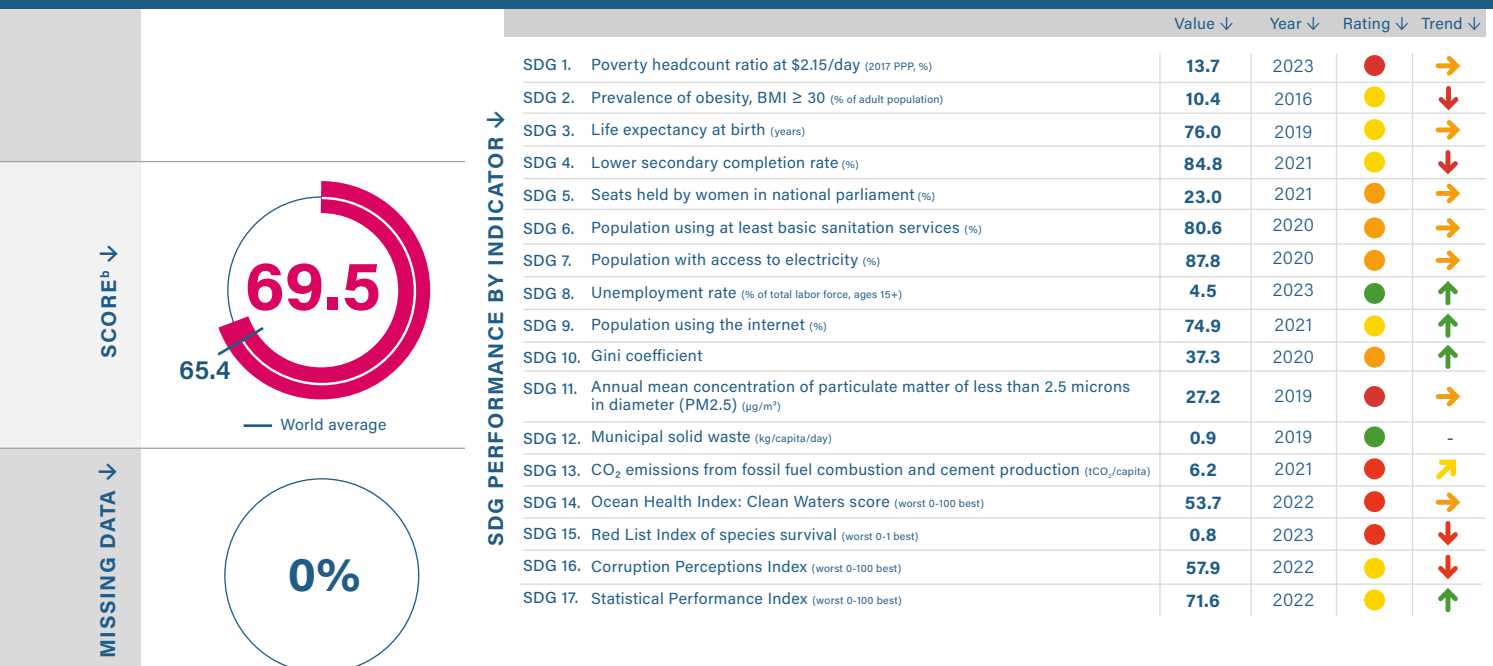 Value ↓ Year ↓ Rating ↓ Trend ↓
SCOREᵇ →
69.5
65.4
World average
MISSING DATA →
0%
SDG PERFORMANCE BY INDICATOR →
SDG 1. Poverty headcount ratio at $2.15/day (2017 PPP, %) 13.7 2023
SDG 2. Prevalence of obesity, BMI ≥ 30 (% of adult population) 10.4 2016
SDG 3. Life expectancy at birth (years) 76.0 2019
SDG 4. Lower secondary completion rate (%) 84.8 2021
SDG 5. Seats held by women in national parliament (%) 23.0 2021
SDG 6. Population using at least basic sanitation services (%) 80.6 2020
SDG 7. Population with access to electricity (%) 87.8 2020
SDG 8. Unemployment rate (% of total labor force, ages 15+) 4.5 2023
SDG 9. Population using the internet (%) 74.9 2021
SDG 10. Gini coefficient 37.3 2020
SDG 11. Annual mean concentration of particulate matter of less than 2.5 microns
in diameter (PM2.5) (µg/m³) 27.2 2019
SDG 12. Municipal solid waste (kg/capita/day) 0.9 2019 -
SDG 13. CO₂ emissions from fossil fuel combustion and cement production (tCO₂/capita) 6.2 2021
SDG 14. Ocean Health Index: Clean Waters score (worst 0-100 best) 53.7 2022
SDG 15. Red List Index of species survival (worst 0-1 best) 0.8 2023
SDG 16. Corruption Perceptions Index (worst 0-100 best) 57.9 2022
SDG 17. Statistical Performance Index (worst 0-100 best) 71.6 2022